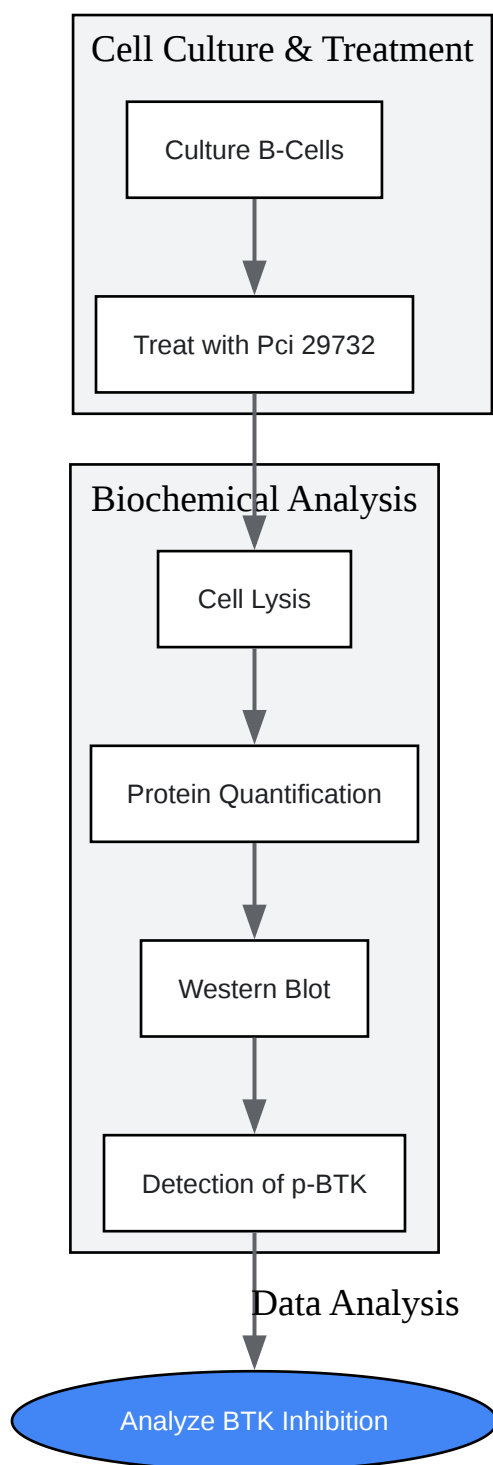 Cell Culture & Treatment
Culture B-Cells
Treat with Pci 29732
Biochemical Analysis
Cell Lysis
Protein Quantification
Western Blot
Detection of p-BTK
Data Analysis
Analyze BTK Inhibition